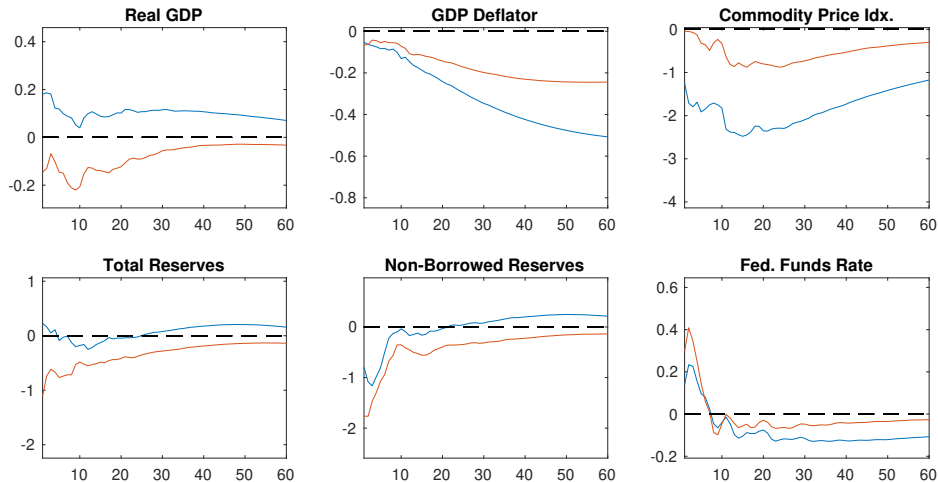 Real GDP
GDP Deflator
Commodity Price Idx.
0.4
0.2
0
-0.2
10 20 30 40 50 60
0
-0.2
-0.4
-0.6
-0.8
10 20 30 40 50 60
0
-1
-2
-3
-4
10 20 30 40 50 60
Total Reserves
Non-Borrowed Reserves
Fed. Funds Rate
1
0
-1
-2
10 20 30 40 50 60
0
-1
-2
10 20 30 40 50 60
0.6
0.4
0.2
0
-0.2
10 20 30 40 50 60